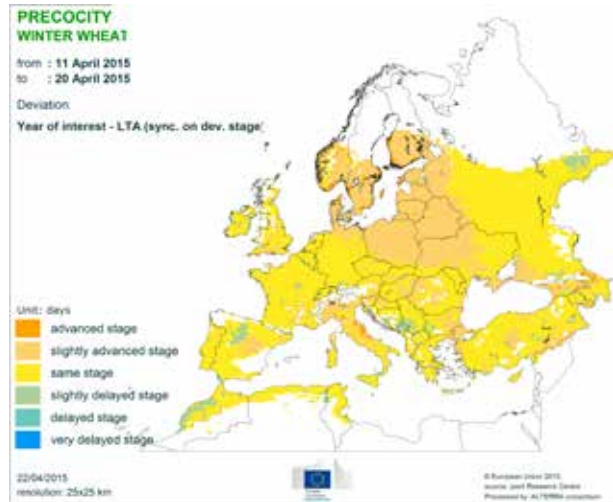 PRECOCITY
WINTER WHEAT
from : 11 April 2015
to : 20 April 2015
Deviation:
Year of interest - LTA (sync. on dev. stage)
Unit: days
advanced stage
slightly advanced stage
same stage
slightly delayed stage
delayed stage
very delayed stage
22/04/2015
resolution: 25x25 km
© European Union 2015
source: Joint Research Centre
Processed by ALTERRA consortium